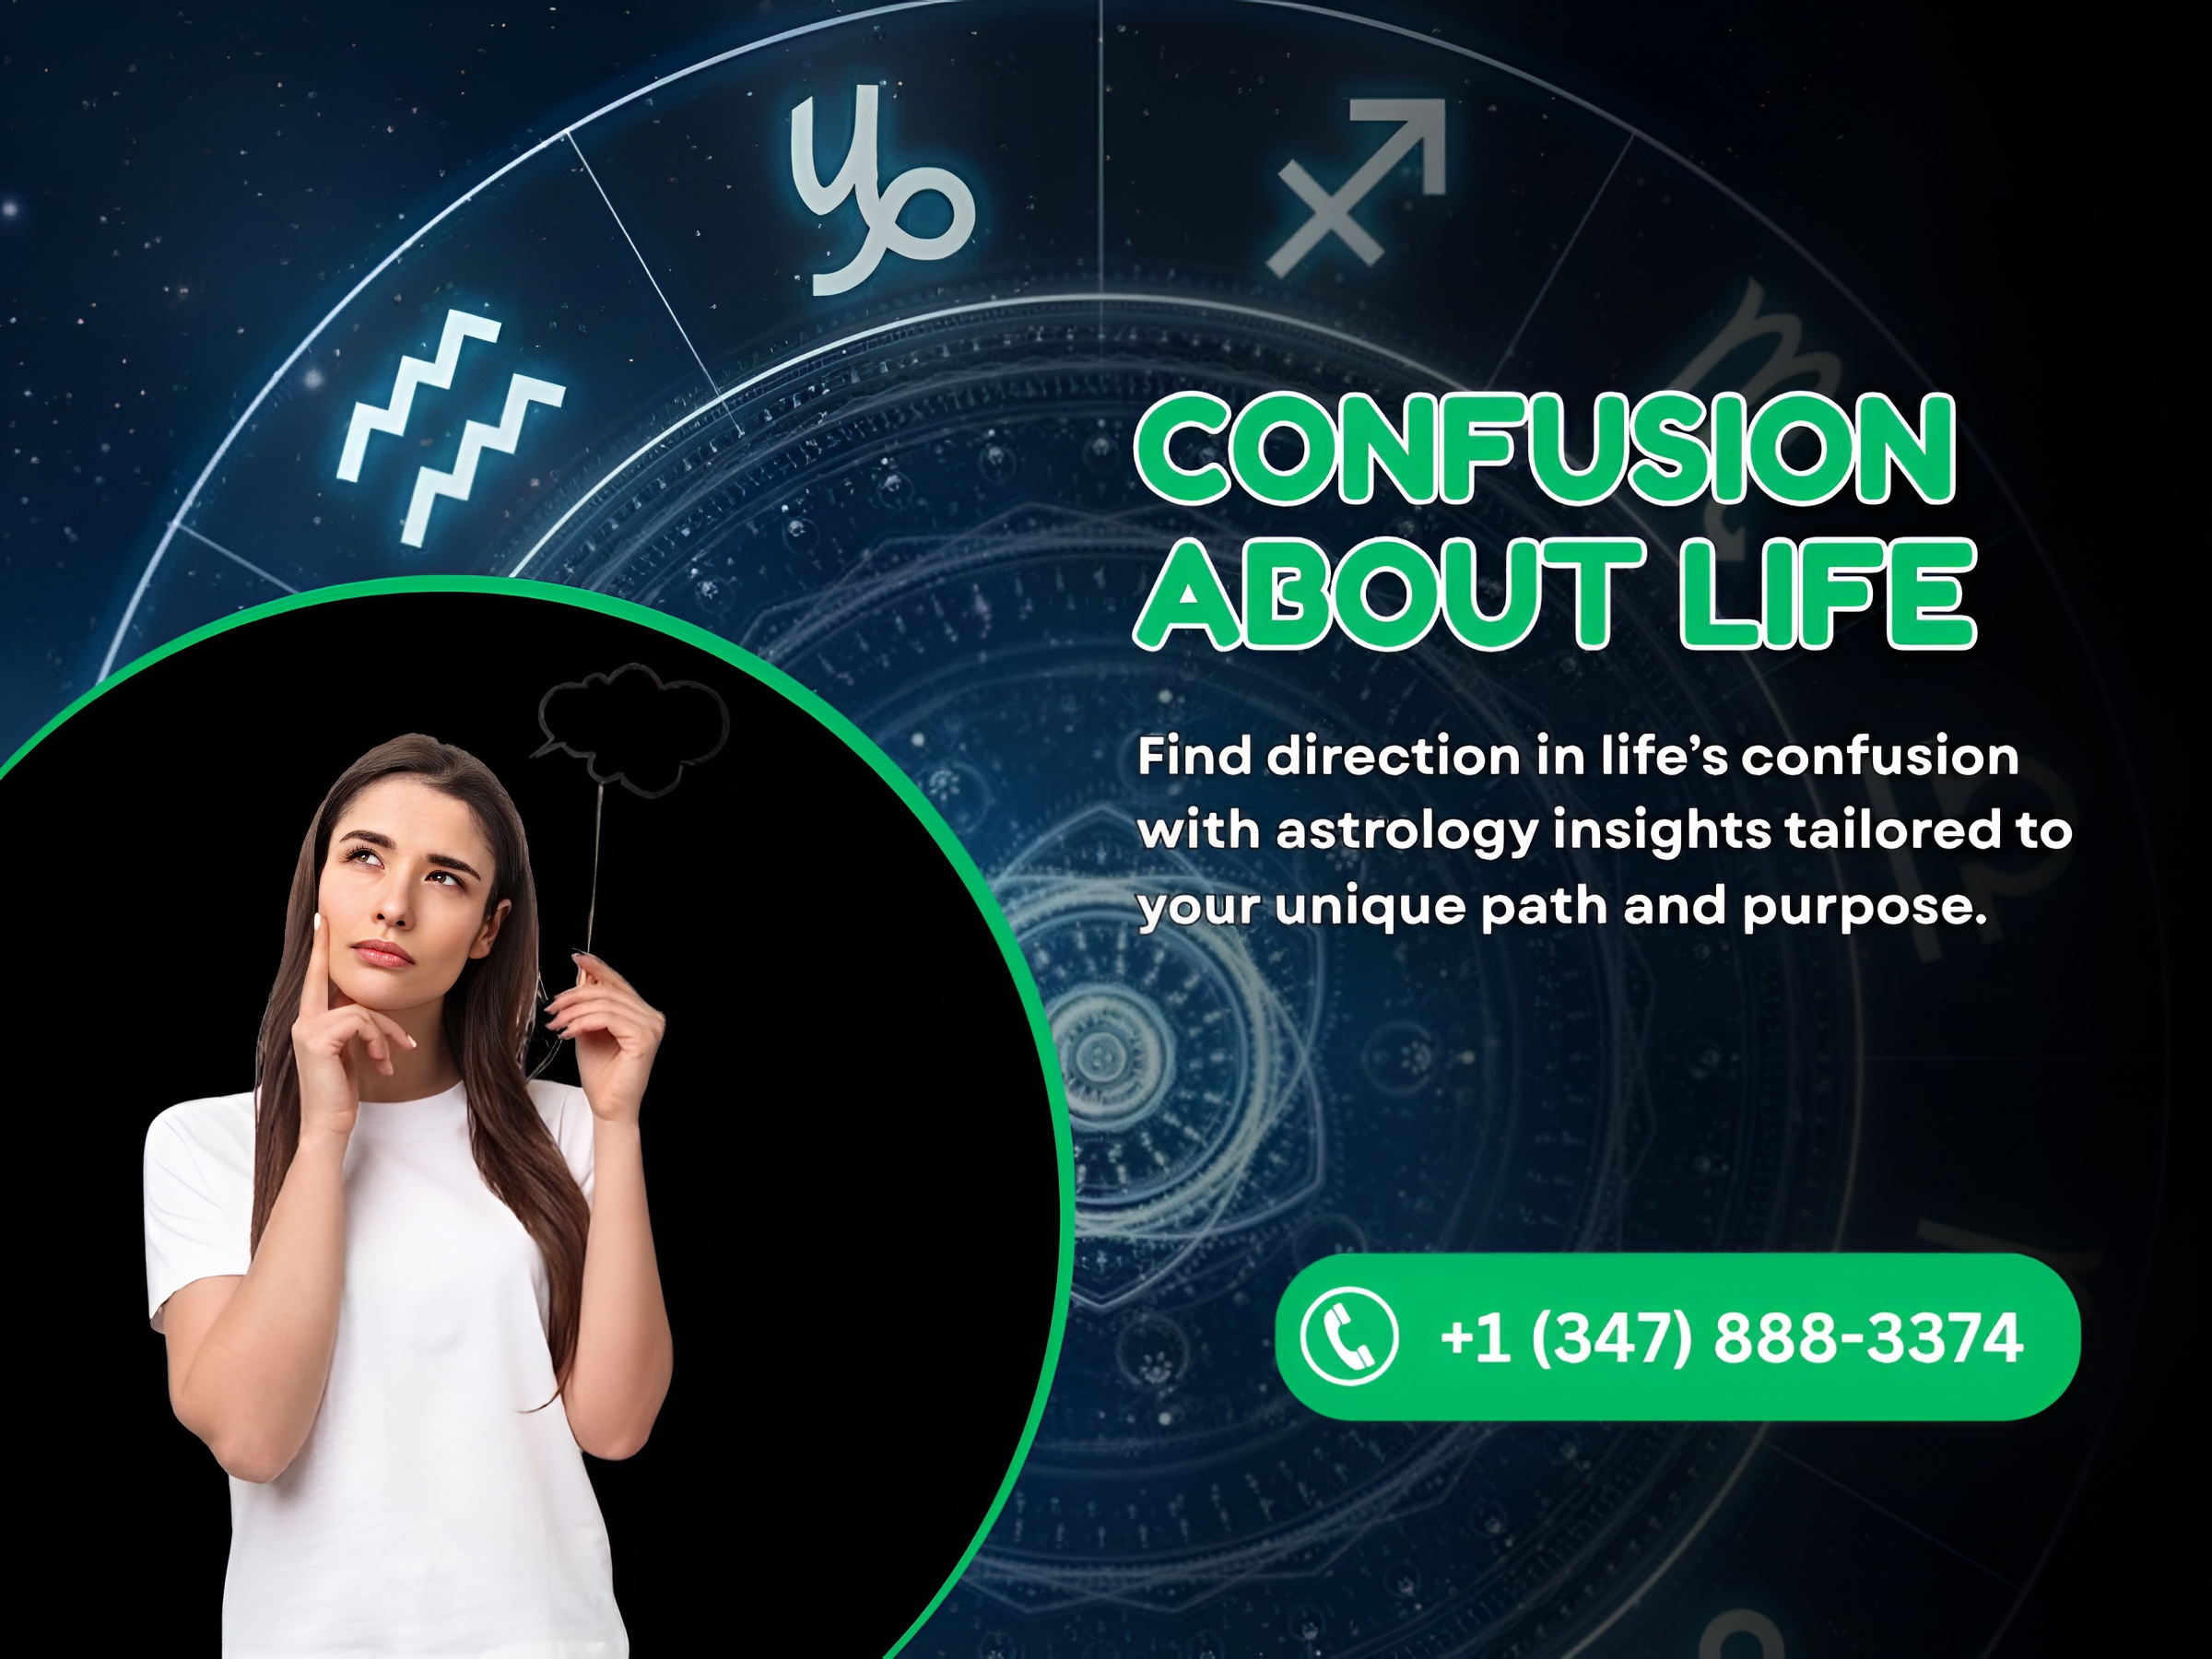 CONFUSION
ABOUT LIFE
Find direction in life’s confusion
with astrology insights tailored to
your unique path and purpose.
+1 (347) 888-3374